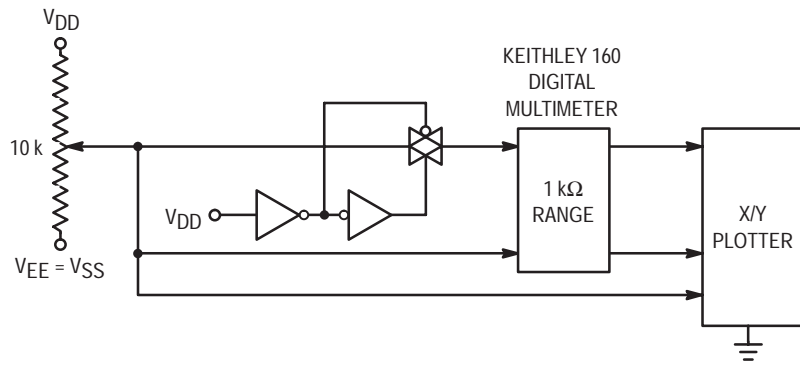 VDD
10 k
VEE = VSS
VDD
KEITHLEY 160
DIGITAL
MULTIMETER
1 kΩ
RANGE
X/Y
PLOTTER